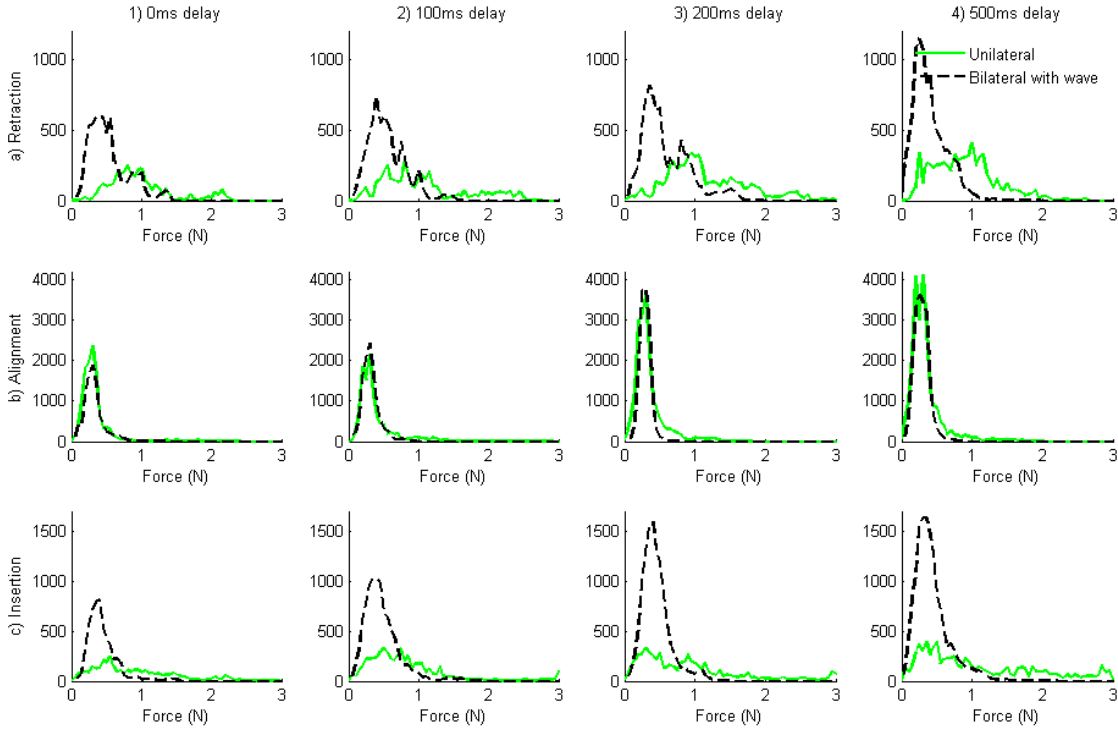 1) 0ms delay 2) 100ms delay 3) 200ms delay 4) 500ms delay
a) Retraction
1000 1000 1000 1000
Unilateral
Bilateral with wave
500 500 500 500
0 0 0 0
0 1 2 3 0 1 2 3 0 1 2 3 0 1 2 3
Force (N) Force (N) Force (N) Force (N)
b) Alignment
4000 4000 4000 4000
3000 3000 3000 3000
2000 2000 2000 2000
1000 1000 1000 1000
0 0 0 0
0 1 2 3 0 1 2 3 0 1 2 3 0 1 2 3
Force (N) Force (N) Force (N) Force (N)
c) Insertion
1500 1500 1500 1500
1000 1000 1000 1000
500 500 500 500
0 0 0 0
0 1 2 3 0 1 2 3 0 1 2 3 0 1 2 3
Force (N) Force (N) Force (N) Force (N)